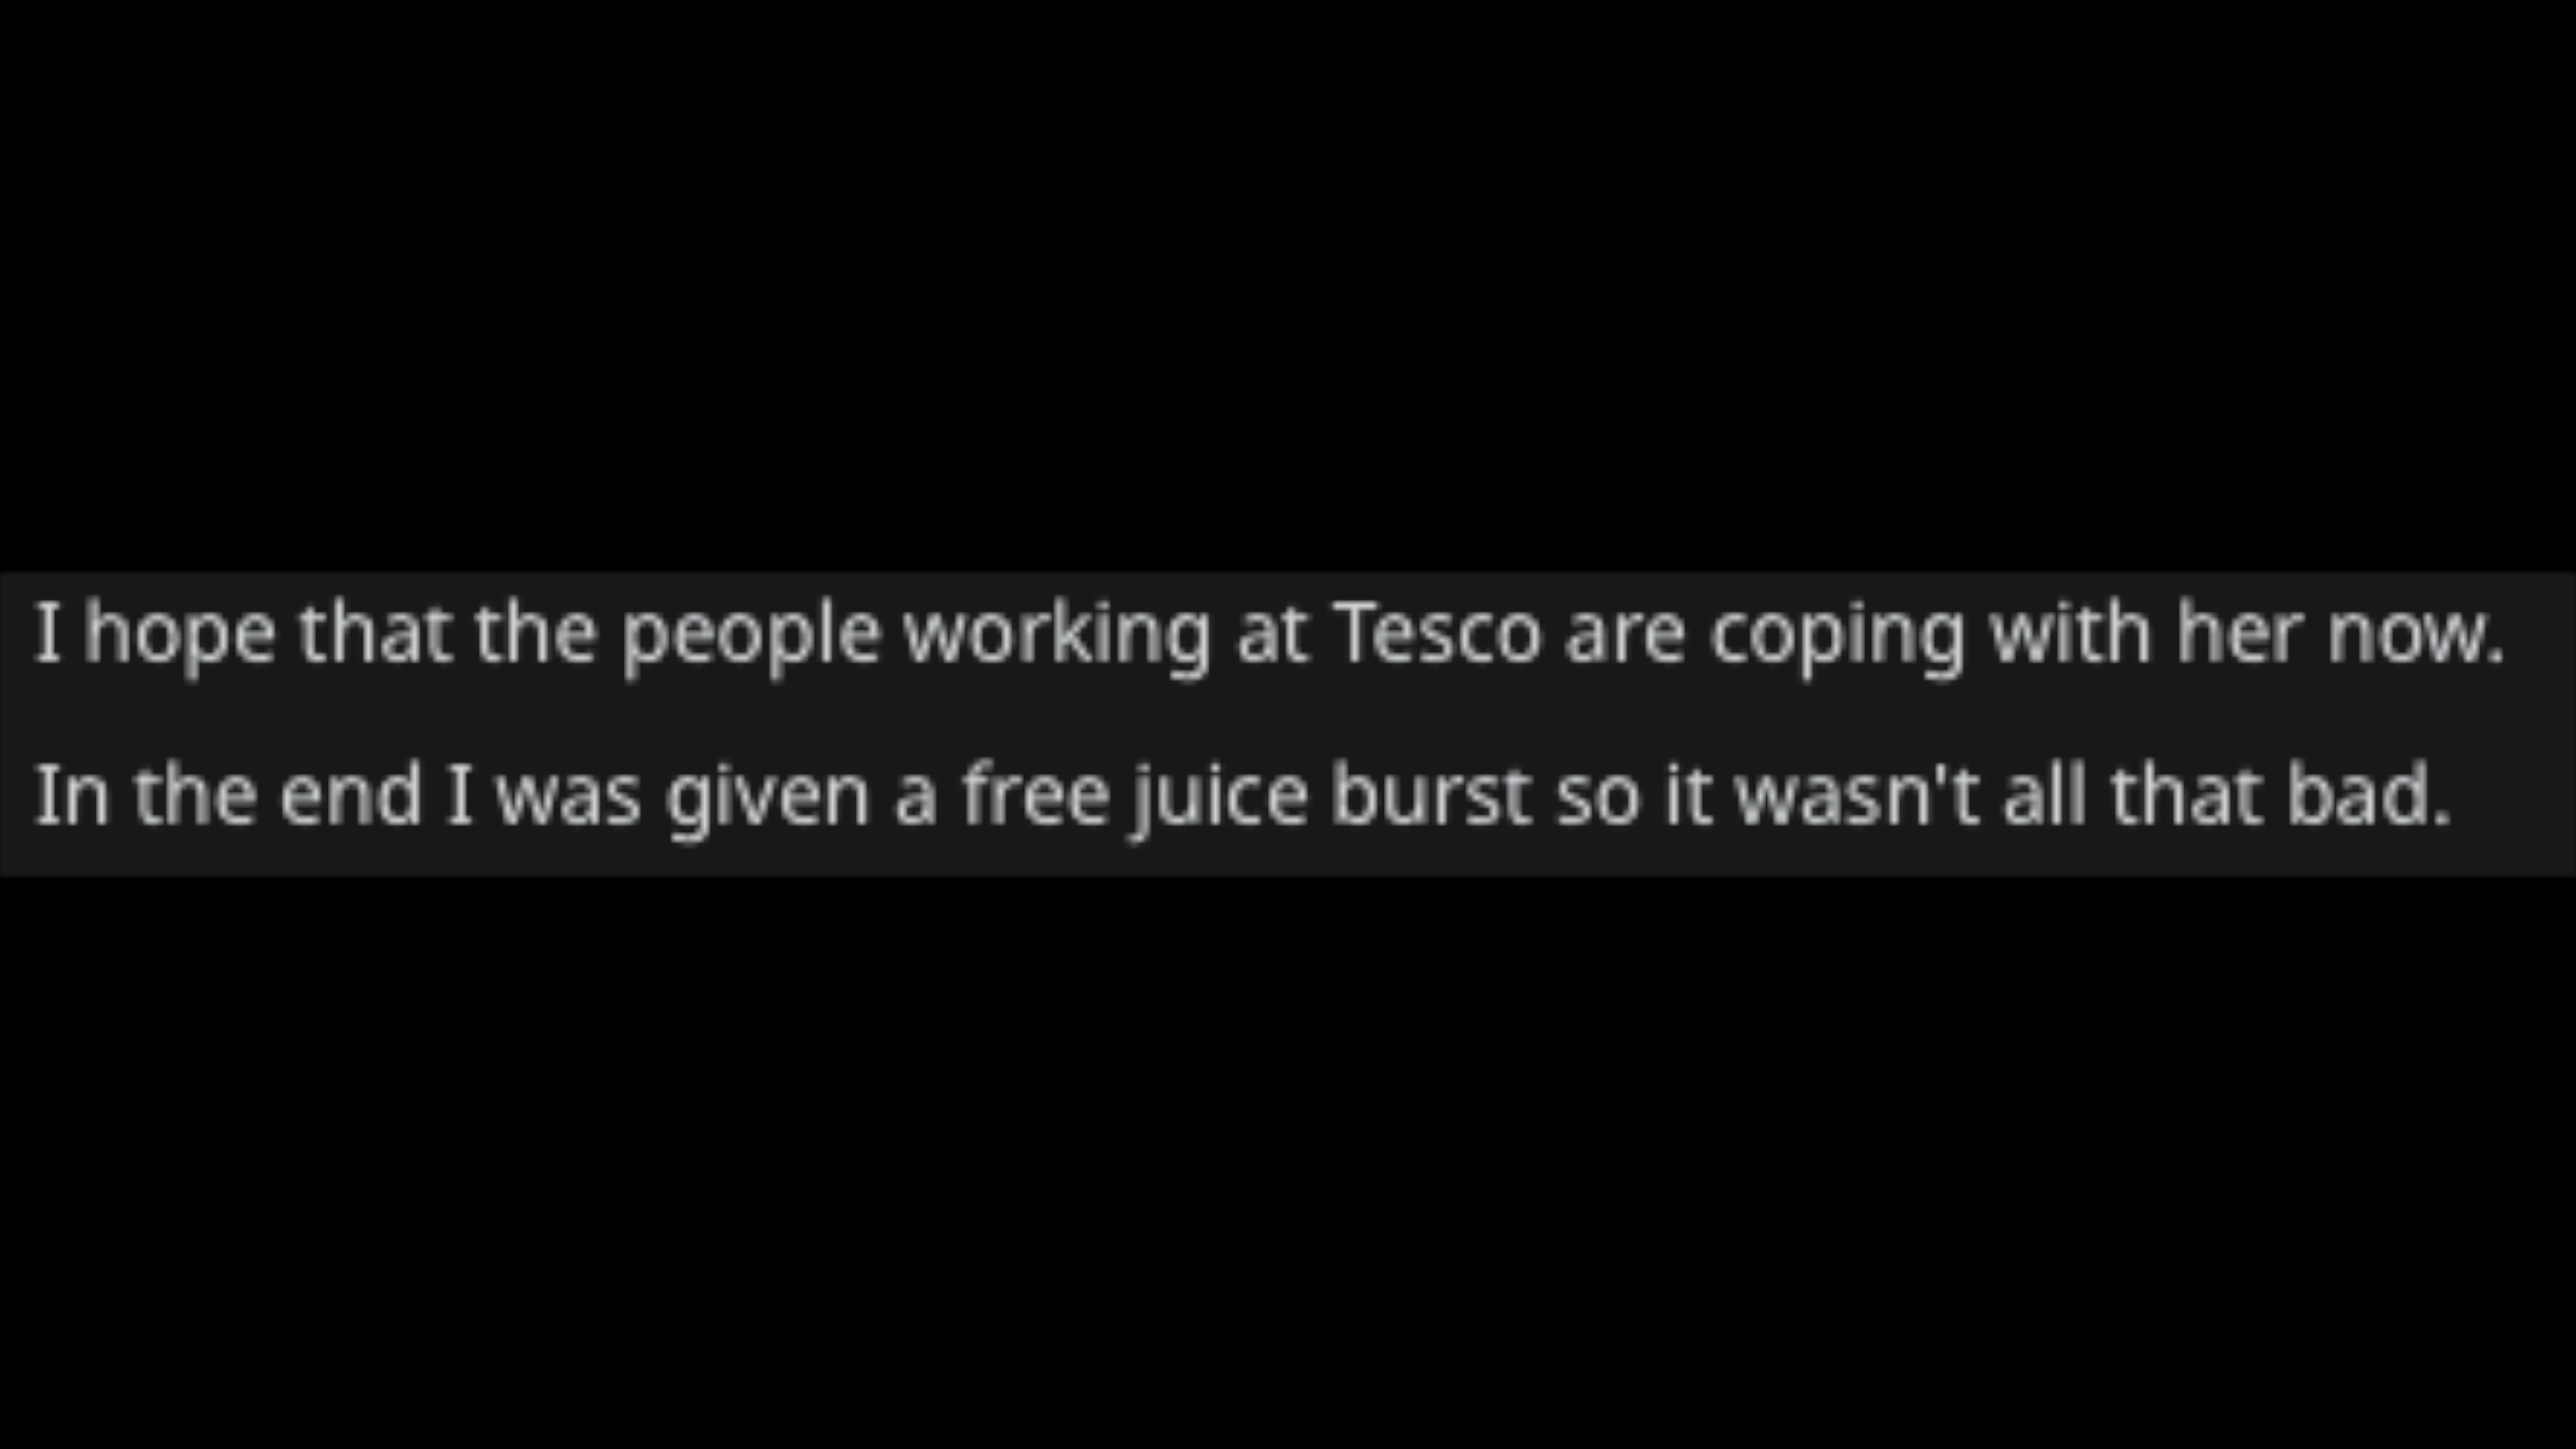 I hope that the people working at Tesco are coping with her now.
In the end I was given a free juice burst so it wasn't all that bad.